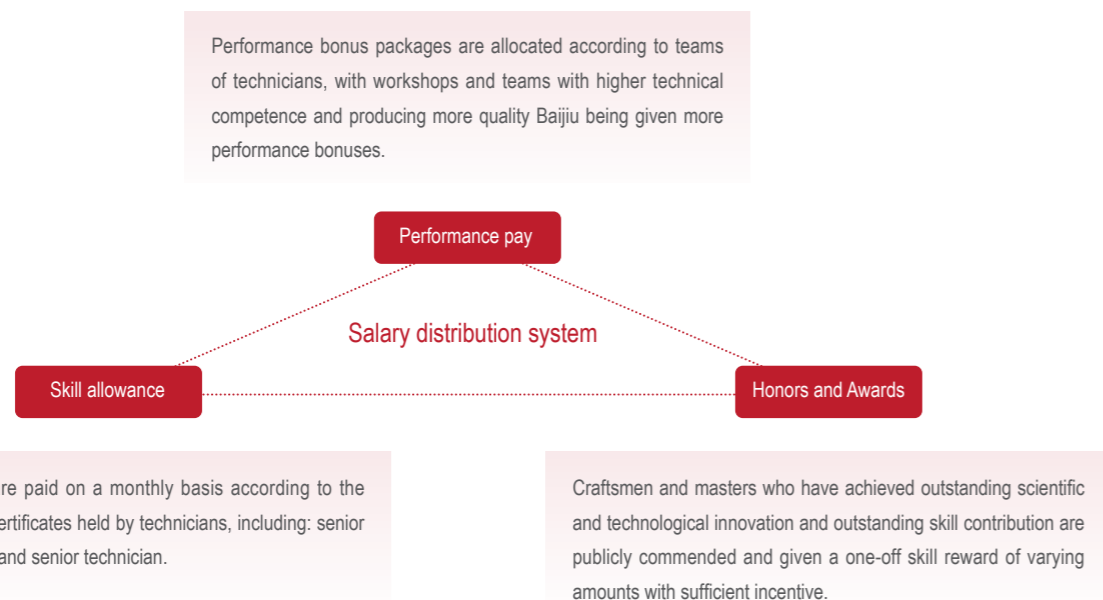 Performance bonus packages are allocated according to teams
of technicians, with workshops and teams with higher technical
competence and producing more quality Baijiu being given more
performance bonuses.
Performance pay
Salary distribution system
Skill allowance
Honors and Awards
re paid on a monthly basis according to the
ertificates held by technicians, including: senior
and senior technician.
Craftsmen and masters who have achieved outstanding scientific
and technological innovation and outstanding skill contribution are
publicly commended and given a one-off skill reward of varying
amounts with sufficient incentive.